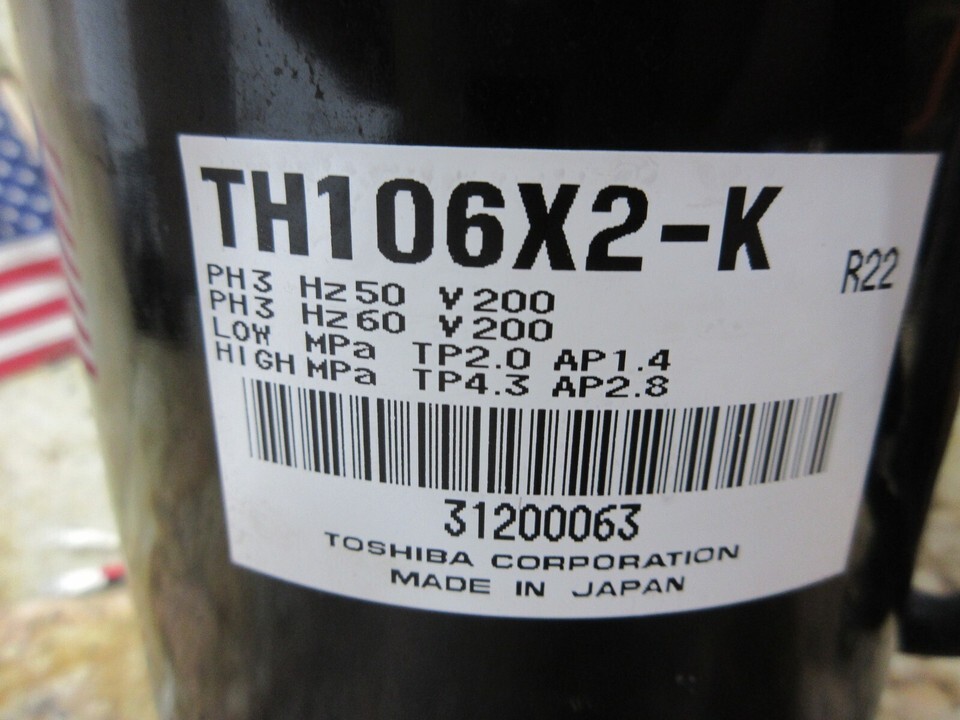 TH106X2-K
R22
PH3 Hz50 V200
PH3 Hz60 V200
LOW MPa TP2.0 AP1.4
HIGH MPa TP4.3 AP2.8
31200063
TOSHIBA CORPORATION
MADE IN JAPAN